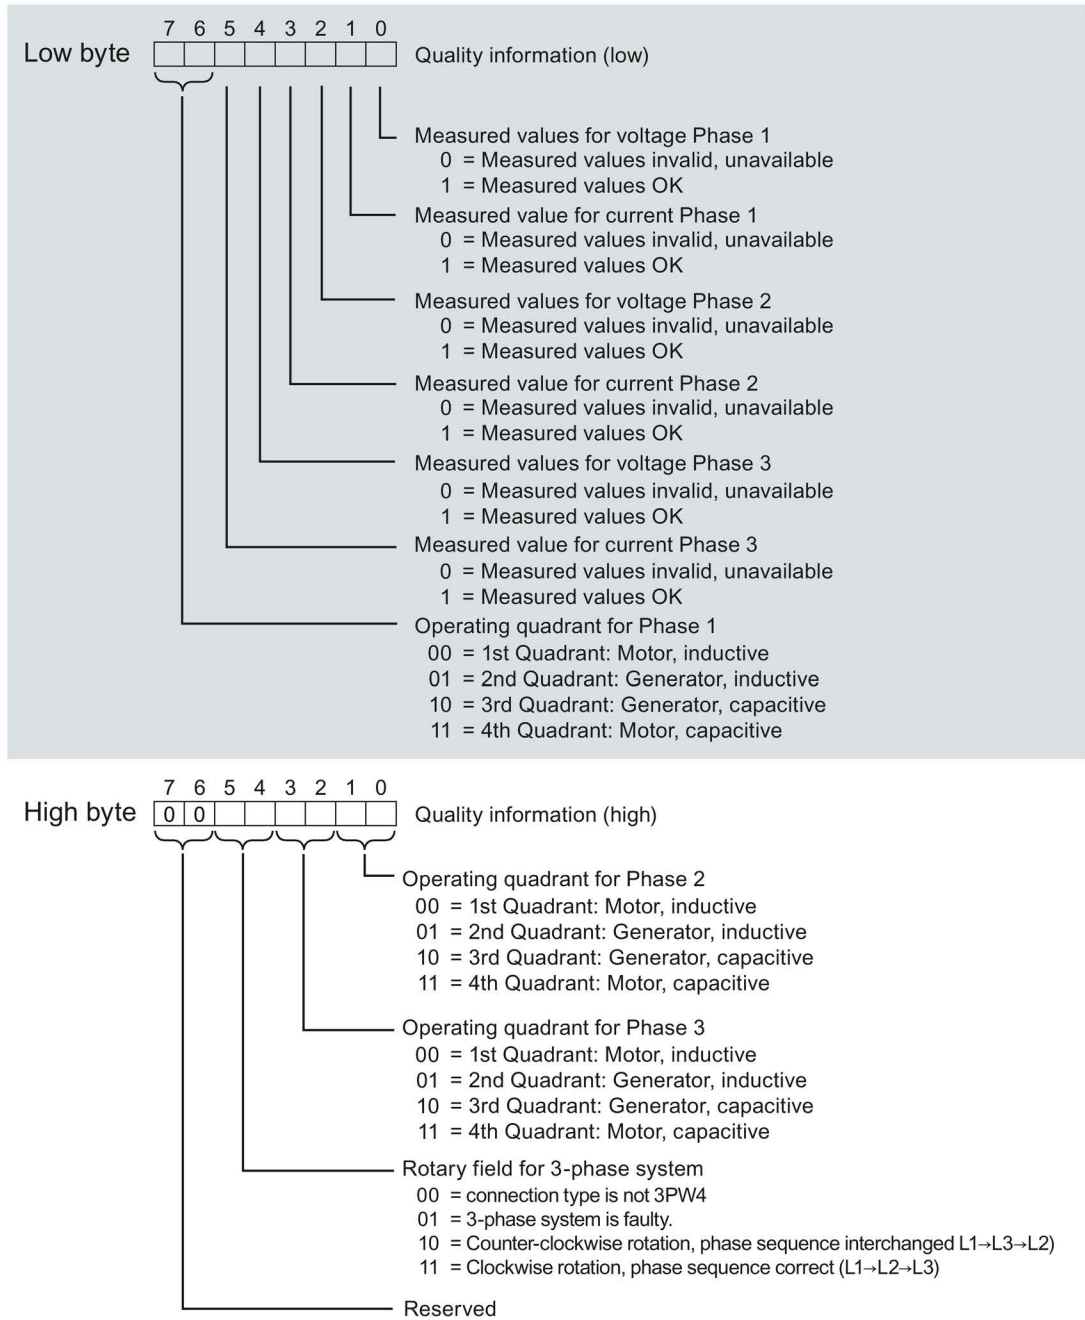 7 6 5 4 3 2 1 0
Low byte Quality information (low)
Measured values for voltage Phase 1
0 = Measured values invalid, unavailable
1 = Measured values OK
Measured value for current Phase 1
0 = Measured values invalid, unavailable
1 = Measured values OK
Measured values for voltage Phase 2
0 = Measured values invalid, unavailable
1 = Measured values OK
Measured value for current Phase 2
0 = Measured values invalid, unavailable
1 = Measured values OK
Measured values for voltage Phase 3
0 = Measured values invalid, unavailable
1 = Measured values OK
Measured value for current Phase 3
0 = Measured values invalid, unavailable
1 = Measured values OK
Operating quadrant for Phase 1
00 = 1st Quadrant: Motor, inductive
01 = 2nd Quadrant: Generator, inductive
10 = 3rd Quadrant: Generator, capacitive
11 = 4th Quadrant: Motor, capacitive
7 6 5 4 3 2 1 0
High byte 0 0 Quality information (high)
Operating quadrant for Phase 2
00 = 1st Quadrant: Motor, inductive
01 = 2nd Quadrant: Generator, inductive
10 = 3rd Quadrant: Generator, capacitive
11 = 4th Quadrant: Motor, capacitive
Operating quadrant for Phase 3
00 = 1st Quadrant: Motor, inductive
01 = 2nd Quadrant: Generator, inductive
10 = 3rd Quadrant: Generator, capacitive
11 = 4th Quadrant: Motor, capacitive
Rotary field for 3-phase system
00 = connection type is not 3PW4
01 = 3-phase system is faulty.
10 = Counter-clockwise rotation, phase sequence interchanged L1→L3→L2)
11 = Clockwise rotation, phase sequence correct (L1→L2→L3)
Reserved